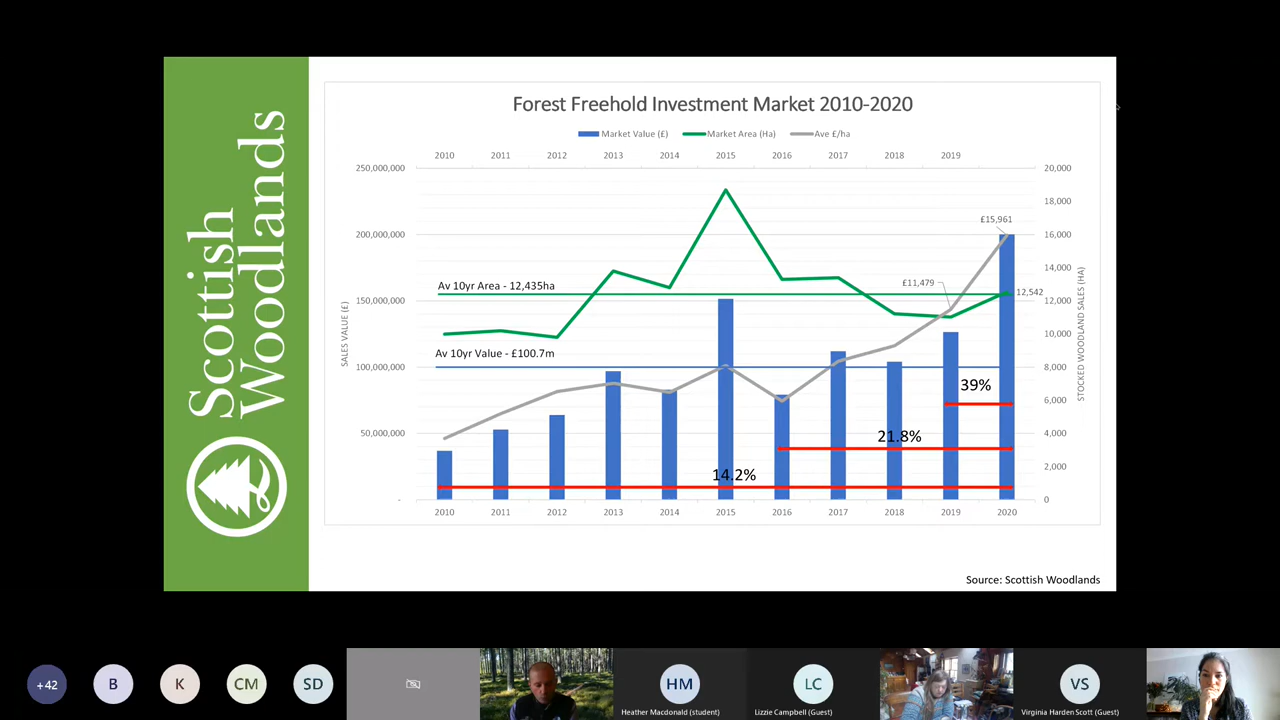 Scottish
Woodlands
Forest Freehold Investment Market 2010-2020
Market Value (£) Market Area (Ha) Ave £/ha
2010 2011 2012 2013 2014 2015 2016 2017 2018 2019
250,000,000 20,000
18,000
£15,961
200,000,000 16,000
14,000
Av 10yr Area - 12,435ha £11,479
12,542
150,000,000 12,000
SALES VALUE (£)
STOCKED WOODLAND SALES (HA)
10,000
Av 10yr Value - £100.7m
100,000,000 8,000
39%
6,000
50,000,000 21.8% 4,000
14.2% 2,000
- 0
2010 2011 2012 2013 2014 2015 2016 2017 2018 2019 2020
Source: Scottish Woodlands
+42 B K CM SD HM LC VS
Heather Macdonald (student) Lizzie Campbell (Guest) Virginia Harden Scott (Guest)